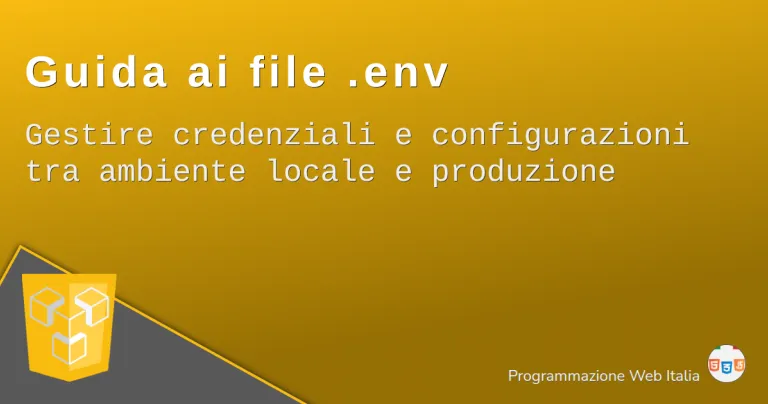 Guida ai file .env
Gestire credenziali e configurazioni
tra ambiente locale e produzione
Programmazione Web Italia